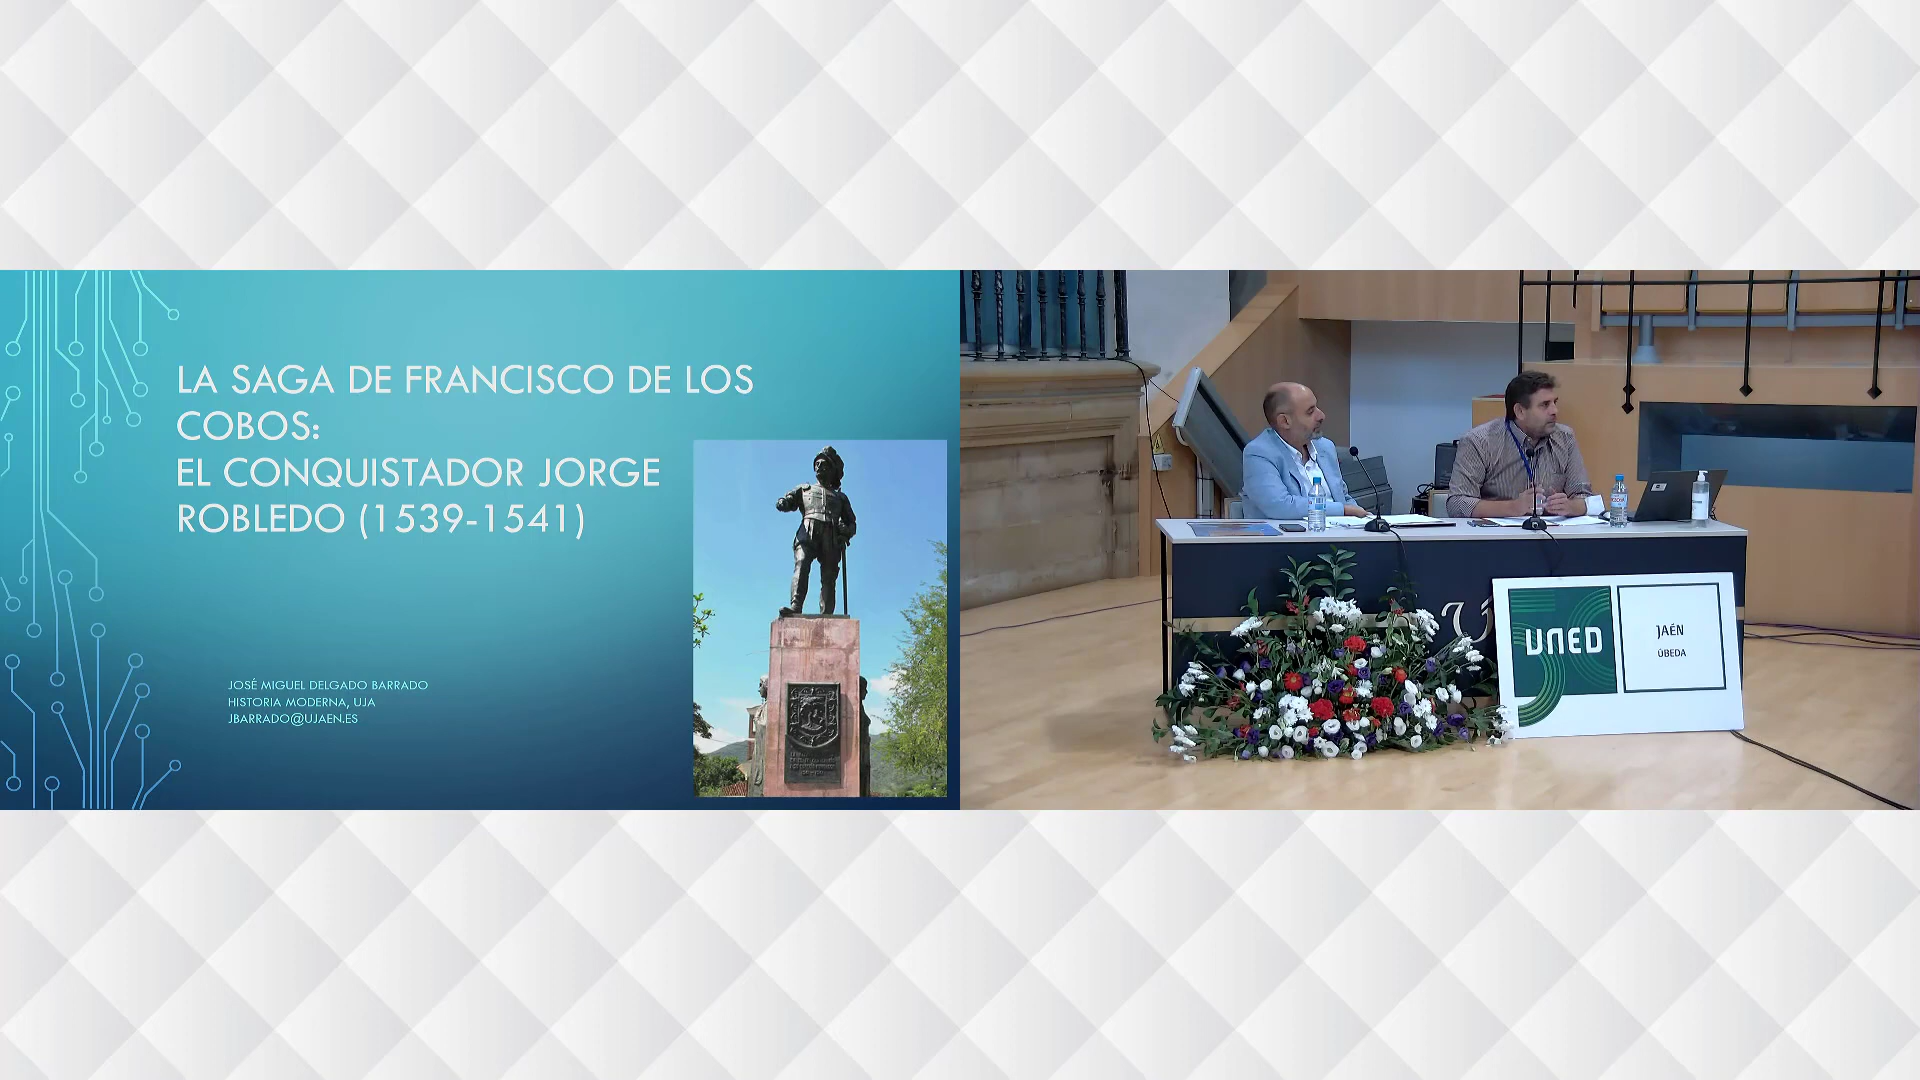 LA SAGA DE FRANCISCO DE LOS
COBOS:
EL CONQUISTADOR JORGE
ROBLEDO (1539-1541)
JOSÉ MIGUEL DELGADO BARRADO
HISTORIA MODERNA, UJA
JBARRADO@UJAEN.ES
UNED
JAÉN
ÚBEDA